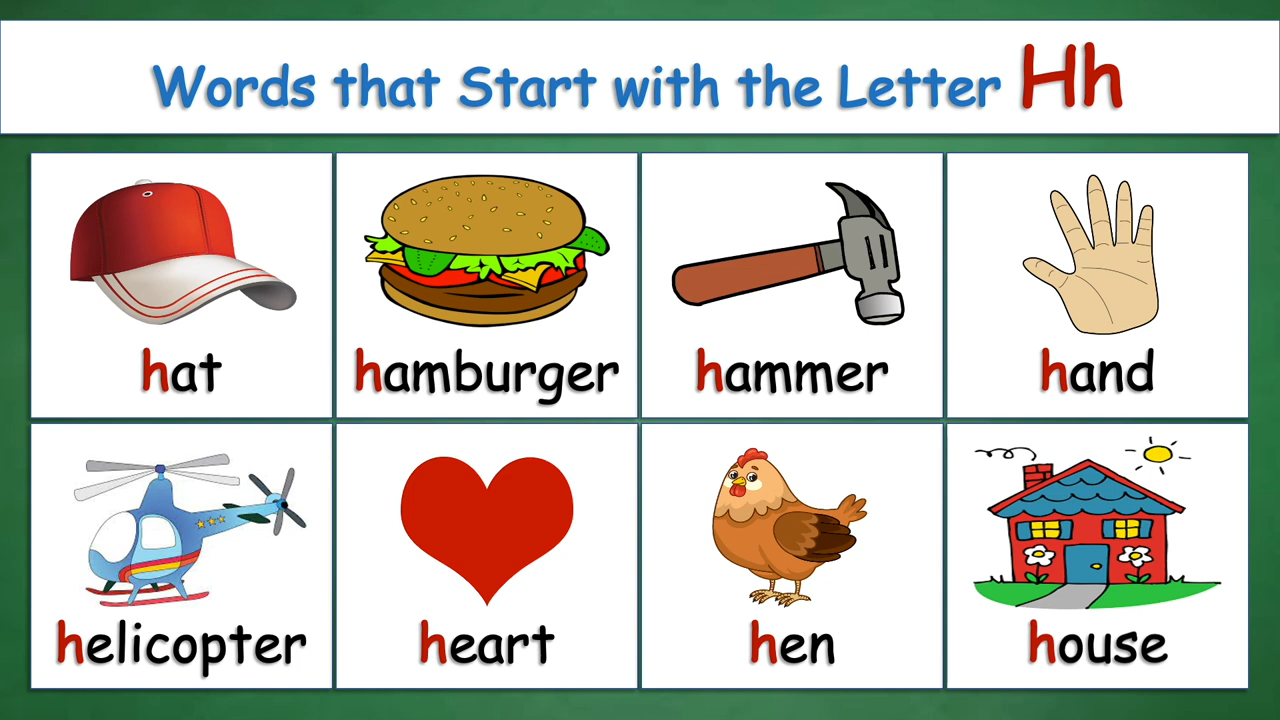 Words that Start with the Letter Hh
hat
hamburger
hammer
hand
helicopter
heart
hen
house